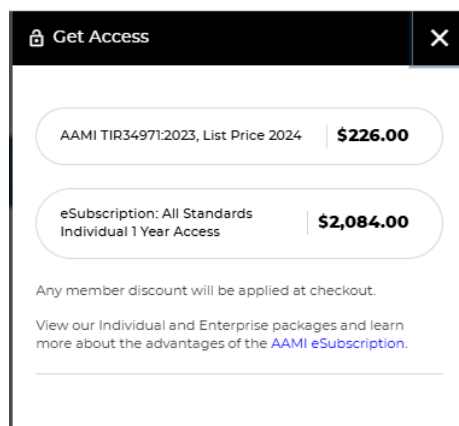 Get Access
AAMI TIR34971:2023, List Price 2024
$226.00
eSubscription: All Standards
Individual 1 Year Access
$2,084.00
Any member discount will be applied at checkout.
View our Individual and Enterprise packages and learn
more about the advantages of the AAMI eSubscription.